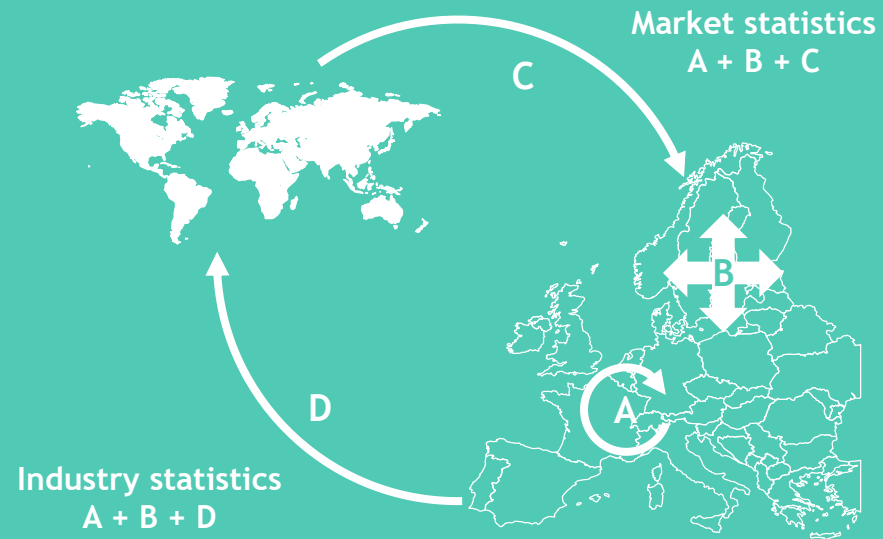 Market statistics
A + B + C
C
B
A
D
Industry statistics
A + B + D